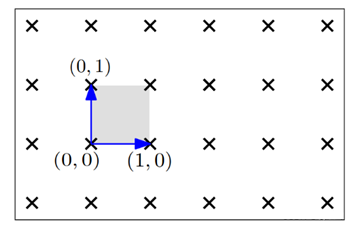 (0, 1)
(0, 0) (1, 0)